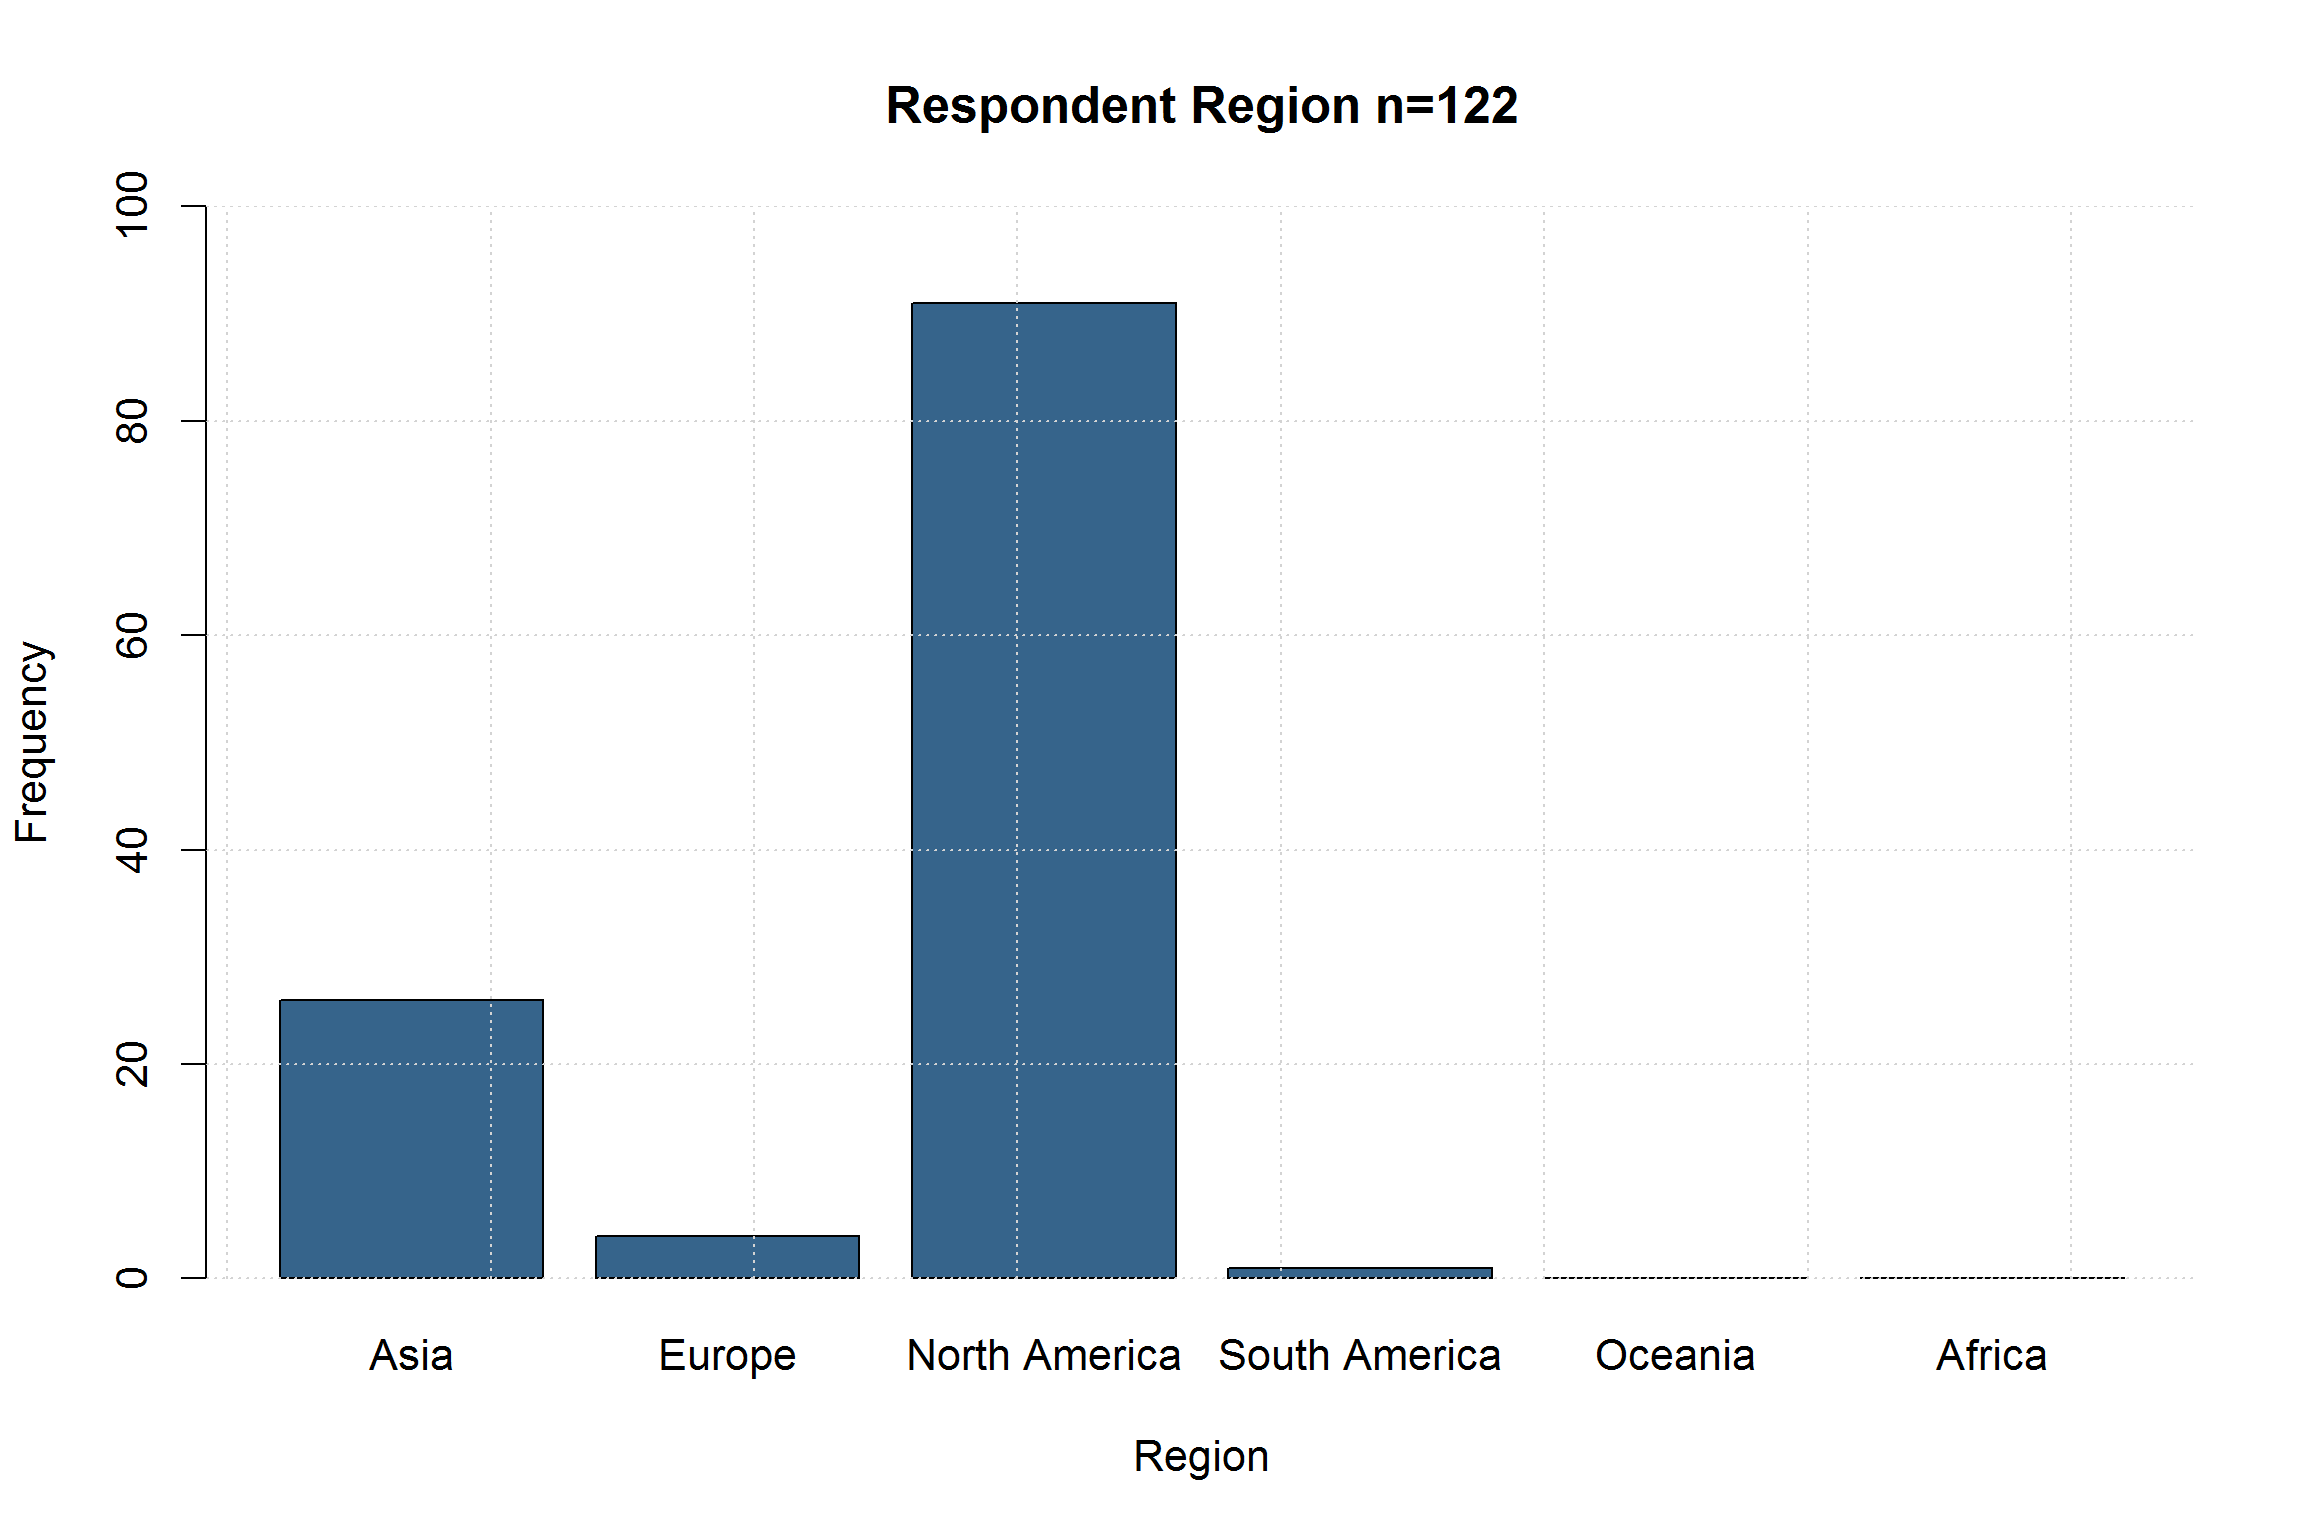 Respondent Region n=122
100
80
60
40
20
0
Frequency
Asia Europe North America South America Oceania Africa
Region